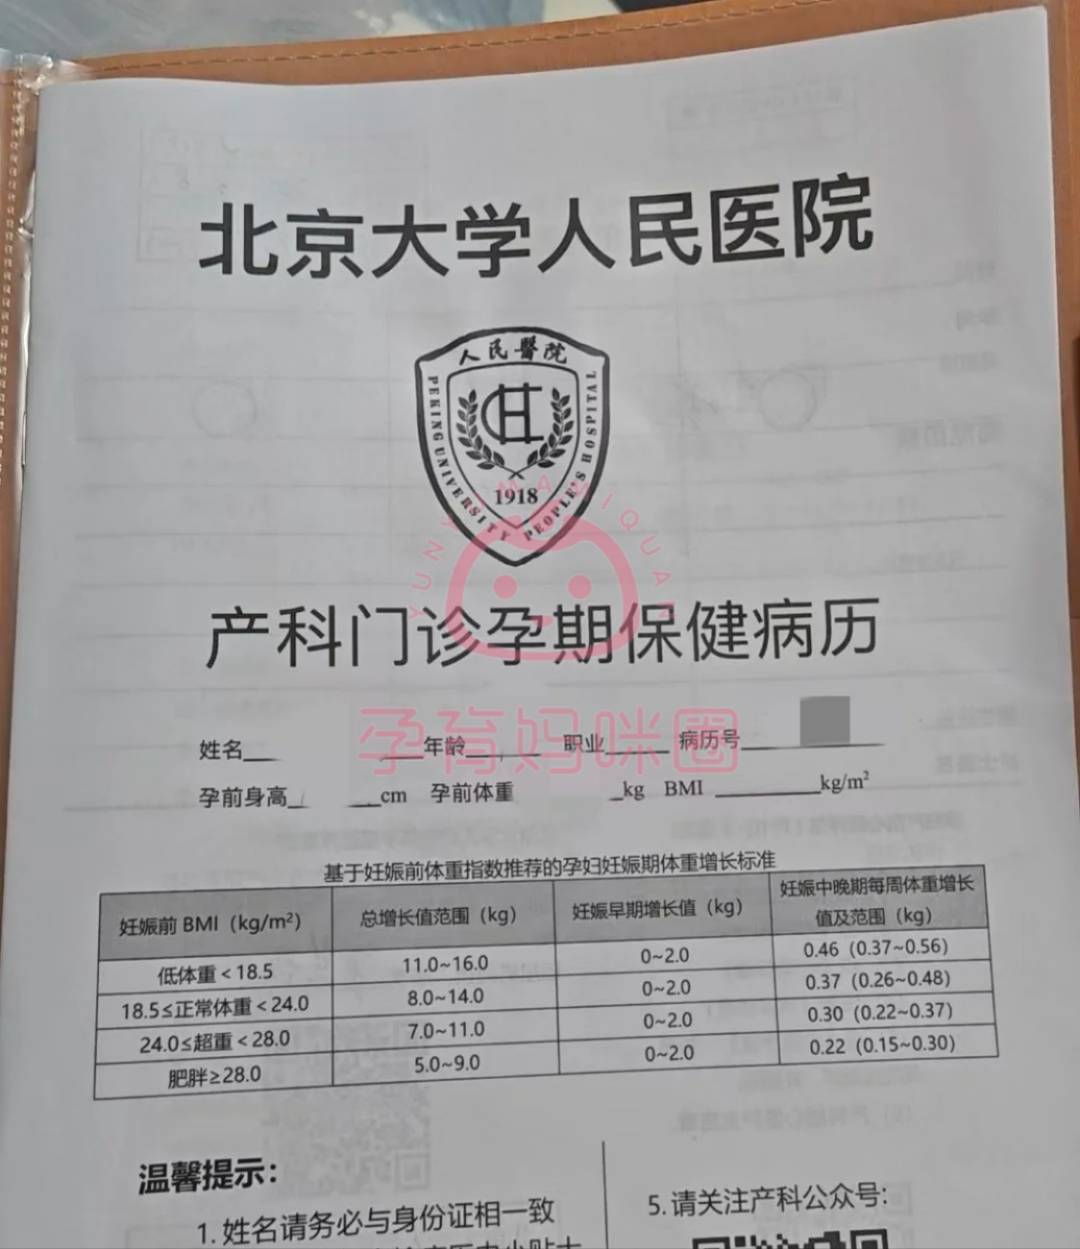 北京大学人民医院
人民醫院
PEKING UNIVERSITY PEOPLE'S HOSPITAL
1918
YUN YU MA MI QUAN
产科门诊孕期保健病历
孕育妈咪圈
姓名 年龄 职业 病历号
孕前身高 cm 孕前体重 kg BMI kg/m²
基于妊娠前体重指数推荐的孕妇妊娠期体重增长标准
妊娠前 BMI（kg/m²） 总增长值范围（kg） 妊娠早期增长值（kg） 妊娠中晚期每周体重增长
值及范围（kg）
低体重＜18.5 11.0~16.0 0~2.0 0.46（0.37~0.56）
18.5≤正常体重＜24.0 8.0~14.0 0~2.0 0.37（0.26~0.48）
24.0≤超重＜28.0 7.0~11.0 0~2.0 0.30（0.22~0.37）
肥胖≥28.0 5.0~9.0 0~2.0 0.22（0.15~0.30）
温馨提示：
1. 姓名请务必与身份证相一致
5. 请关注产科公众号: